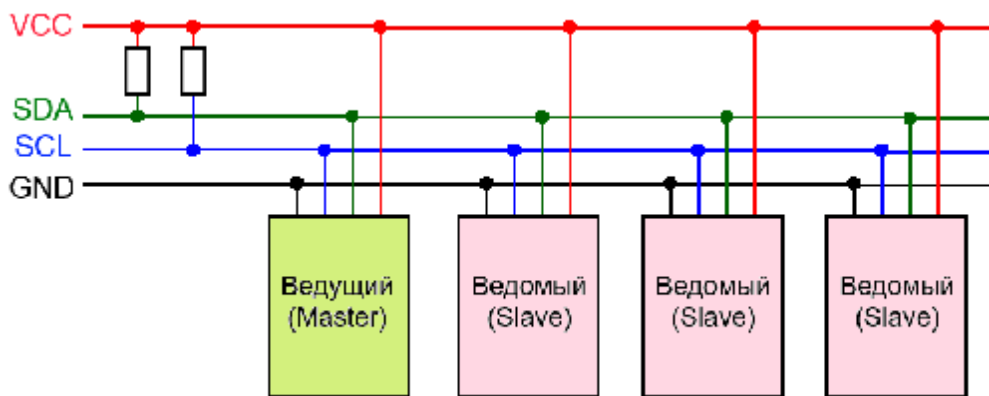 VCC
SDA
SCL
GND
Ведущий
(Master)
Ведомый
(Slave)
Ведомый
(Slave)
Ведомый
(Slave)